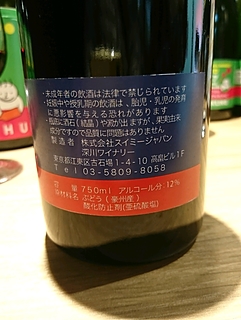 ・未成年者の飲酒は法律で禁じられています
・妊娠中や授乳期の飲酒は、胎児・乳児の発育
に悪影響を与える恐れがあります
・瓶底に酒石(結晶)や澱が出ますが、果実由来
成分ですので品質に問題はありません
製造者 株式会社スイミージャパン
深川ワイナリー
東京都江東区古石場1-4-10 高畠ビル1F
Tel 03-5809-8058
容量 750ml アルコール分 12%
原材料名 ぶどう(豪州産)
酸化防止剤(亜硫酸塩)
HU